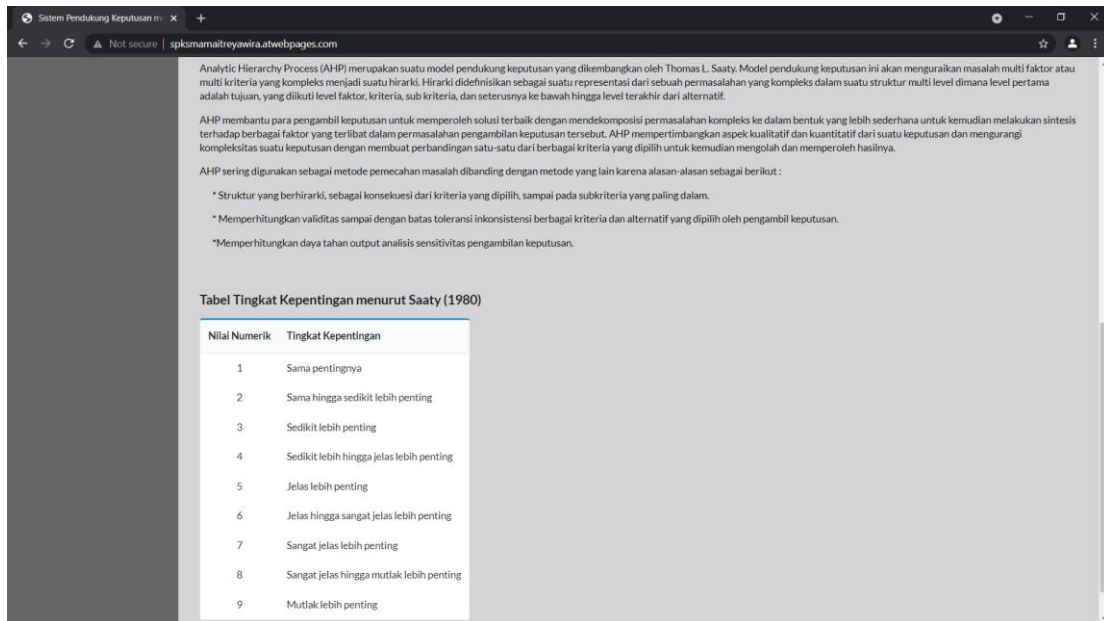 Sistem Pendukung Keputusan m
Not secure | spksmamaitreyawira.atwebpages.com
Analytic Hierarchy Process (AHP) merupakan suatu model pendukung keputusan yang dikembangkan oleh Thomas L. Saaty. Model pendukung keputusan ini akan menguraikan masalah multi faktor atau
multi kriteria yang kompleks menjadi suatu hirarki. Hirarki didefinisikan sebagai suatu representasi dari sebuah permasalahan yang kompleks dalam suatu struktur multi level dimana level pertama
adalah tujuan, yang diikuti level faktor, kriteria, sub kriteria, dan seterusnya ke bawah hingga level terakhir dari alternatif.
AHP membantu para pengambil keputusan untuk memperoleh solusi terbaik dengan mendekomposisi permasalahan kompleks ke dalam bentuk yang lebih sederhana untuk kemudian melakukan sintesis
terhadap berbagai faktor yang terlibat dalam permasalahan pengambilan keputusan tersebut. AHP mempertimbangkan aspek kualitatif dan kuantitatif dari suatu keputusan dan mengurangi
kompleksitas suatu keputusan dengan membuat perbandingan satu-satu dari berbagai kriteria yang dipilih untuk kemudian mengolah dan memperoleh hasilnya.
AHP sering digunakan sebagai metode pemecahan masalah dibanding dengan metode yang lain karena alasan-alasan sebagai berikut :
* Struktur yang berhirarki, sebagai konsekuesi dari kriteria yang dipilih, sampai pada subkriteria yang paling dalam.
* Memperhitungkan validitas sampai dengan batas toleransi inkonsistensi berbagai kriteria dan alternatif yang dipilih oleh pengambil keputusan.
*Memperhitungkan daya tahan output analisis sensitivitas pengambilan keputusan.
Tabel Tingkat Kepentingan menurut Saaty (1980)
Nilai Numerik Tingkat Kepentingan
1 Sama pentingnya
2 Sama hingga sedikit lebih penting
3 Sedikit lebih penting
4 Sedikit lebih hingga jelas lebih penting
5 Jelas lebih penting
6 Jelas hingga sangat jelas lebih penting
7 Sangat jelas lebih penting
8 Sangat jelas hingga mutlak lebih penting
9 Mutlak lebih penting